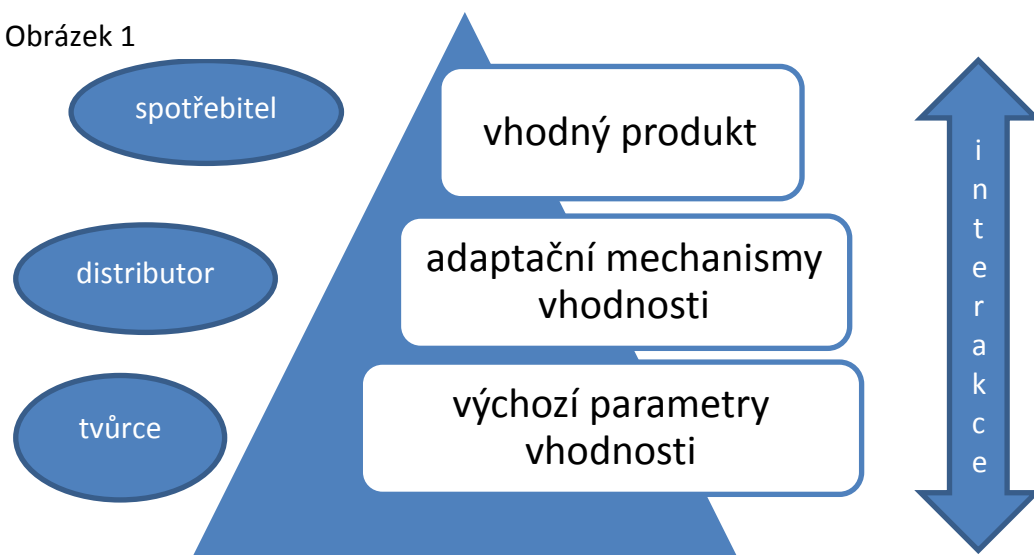 Obrázek 1
spotřebitel
vhodný produkt
distributor
adaptační mechanismy
vhodnosti
tvůrce
výchozí parametry
vhodnosti
interakce